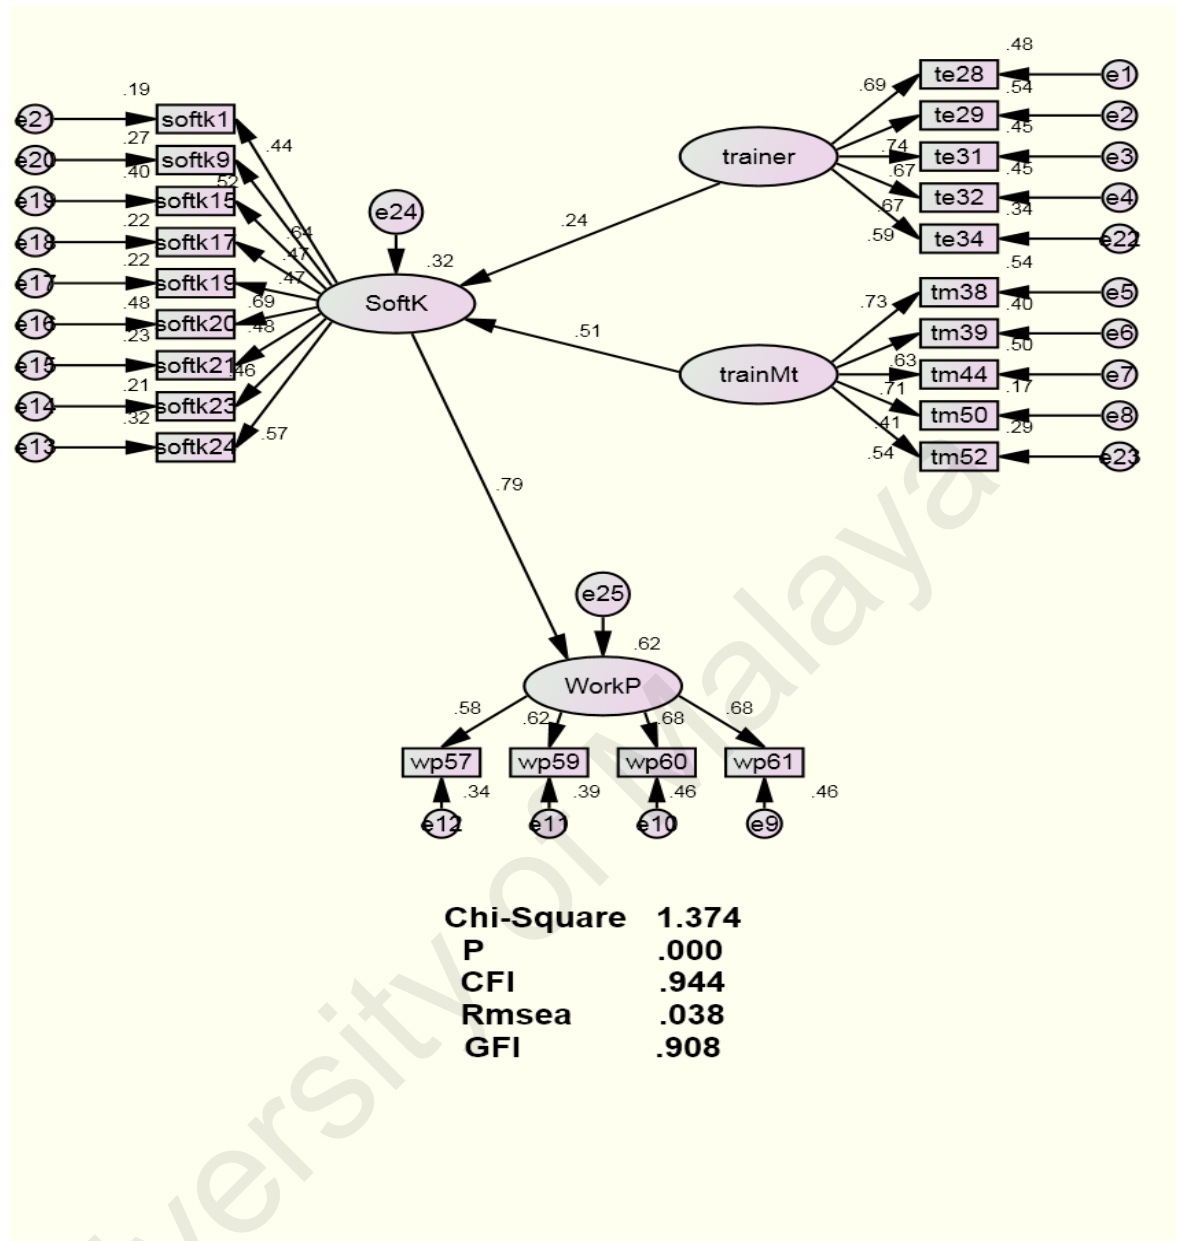 .48
te28
e1
.69
.54
te29
e2
.45
.74
te31
e3
.45
.67
te32
e4
.34
.67
te34
e22
.59
trainer
.19
e21
softk1
.44
.27
e20
softk9
.52
.40
e19
softk15
.64
.22
e18
softk17
.47
.22
e17
softk19
.47
.48
e16
softk20
.69
.23
e15
softk21
.48
.21
e14
softk23
.46
.32
e13
softk24
.57
e24
.32
SoftK
.24
.51
.54
tm38
e5
.73
.40
tm39
e6
.63
.50
tm44
e7
.71
.17
tm50
e8
.41
.29
tm52
e23
.54
trainMt
.79
e25
.62
WorkP
.58
.62
.68
.68
wp57
wp59
wp60
wp61
.34
.39
.46
.46
e12
e11
e10
e9
Chi-Square 1.374
P .000
CFI .944
Rmsea .038
GFI .908
versity of Malaya